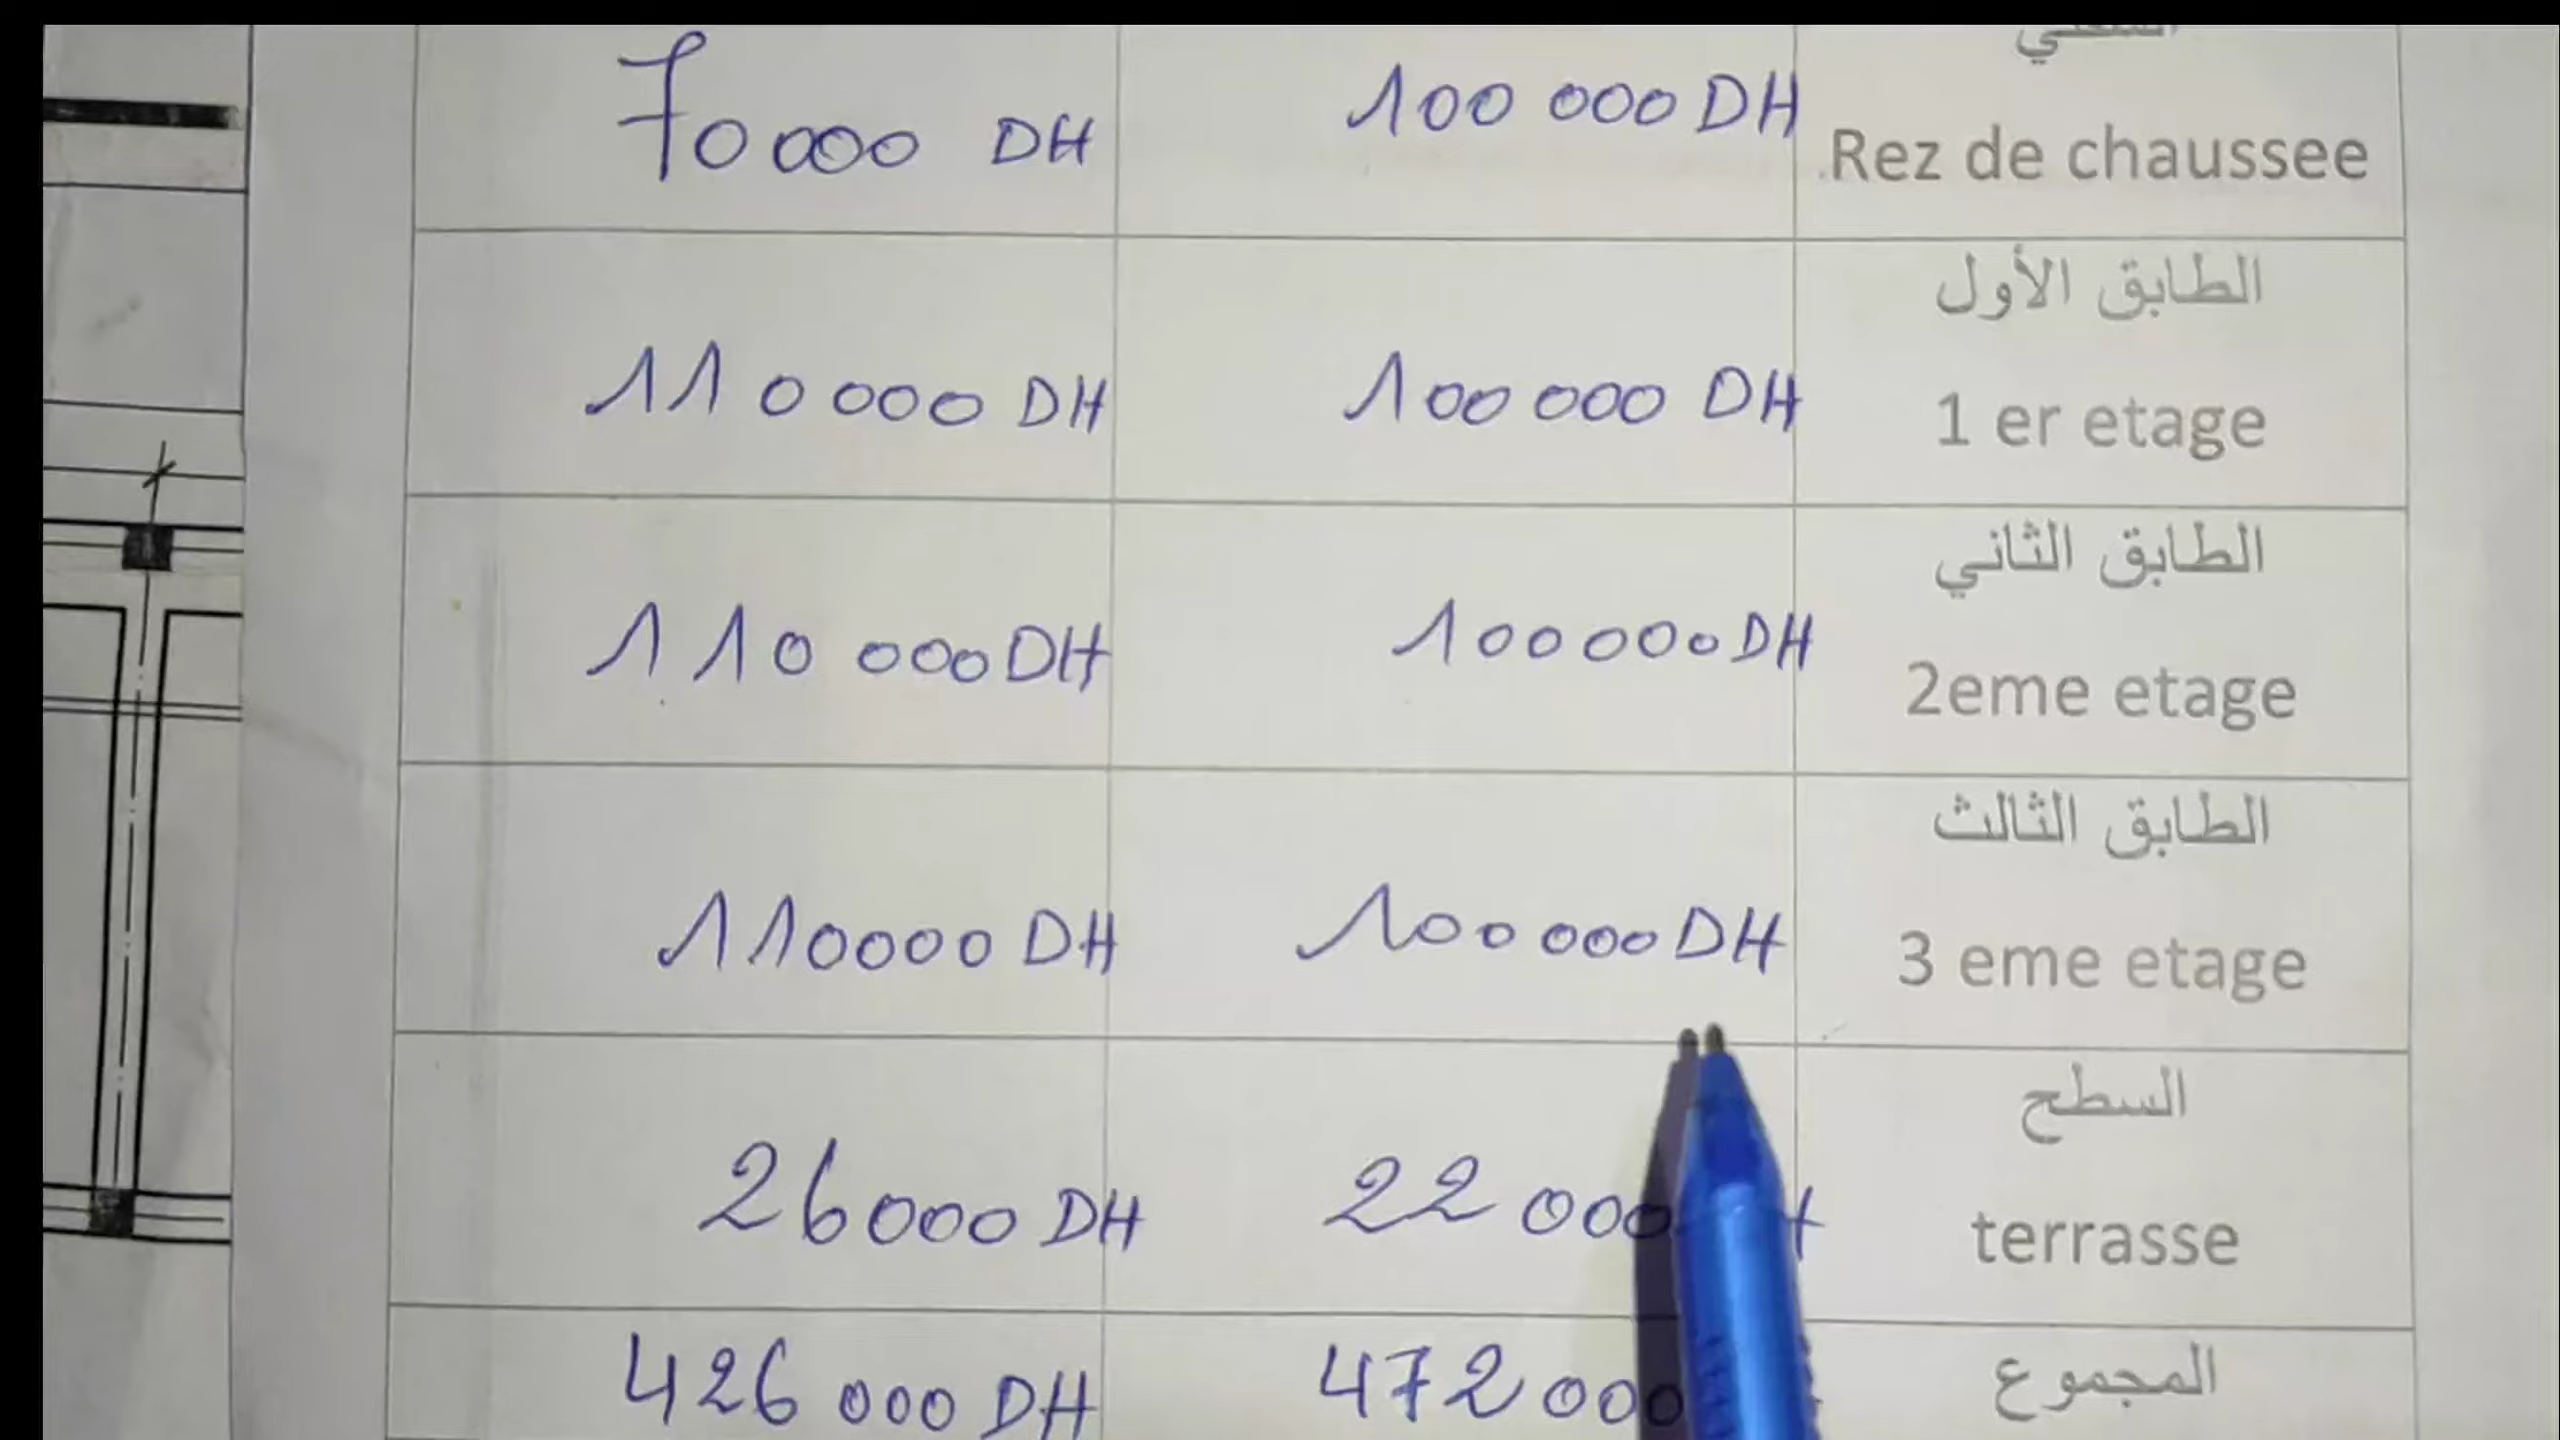 70 000 DH 100 000 DH Rez de chaussee
الطابق الأول
110 000 DH 100 000 DH 1 er etage
الطابق الثاني
110 000 DH 100 000 DH 2eme etage
الطابق الثالث
110000 DH 100 000 DH 3 eme etage
السطح
26000 DH 22 000 terrasse
المجموع
426 000 DH 472 000